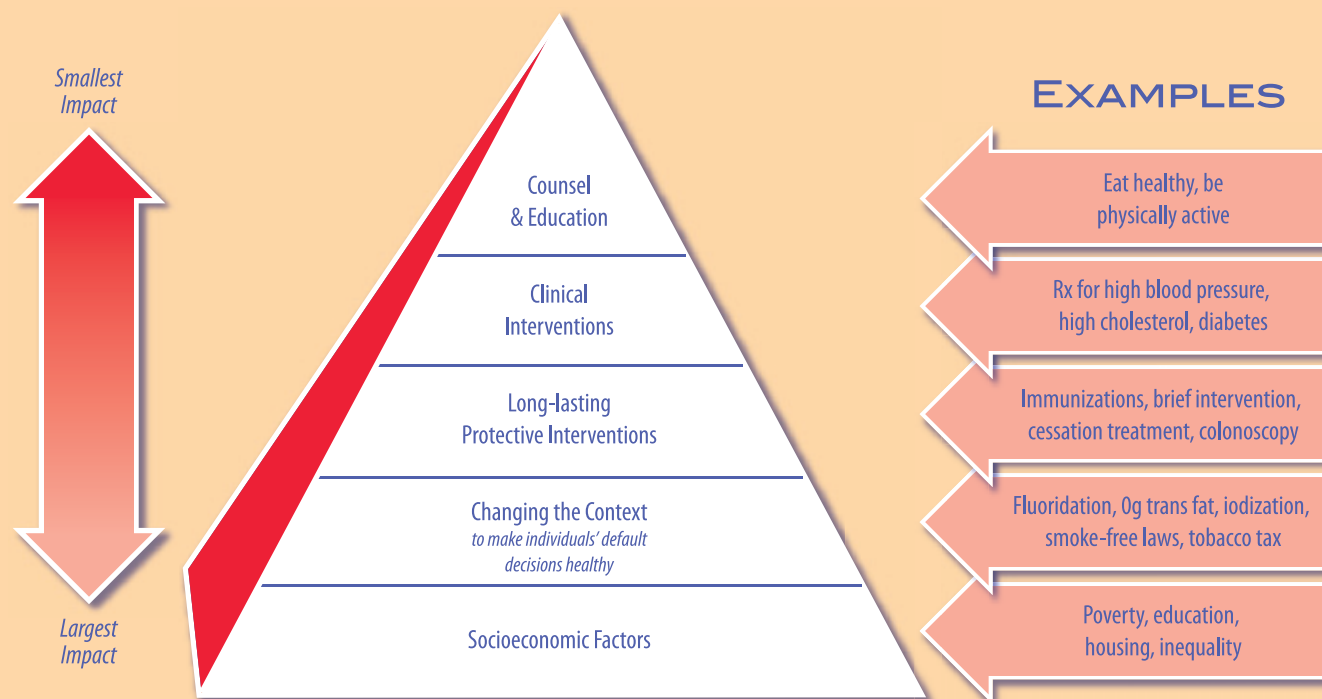 Smallest
Impact
Largest
Impact
Counsel
& Education
Clinical
Interventions
Long-lasting
Protective Interventions
Changing the Context
to make individuals’ default
decisions healthy
Socioeconomic Factors
EXAMPLES
Eat healthy, be
physically active
Rx for high blood pressure,
high cholesterol, diabetes
Immunizations, brief intervention,
cessation treatment, colonoscopy
Fluoridation, 0g trans fat, iodization,
smoke-free laws, tobacco tax
Poverty, education,
housing, inequality